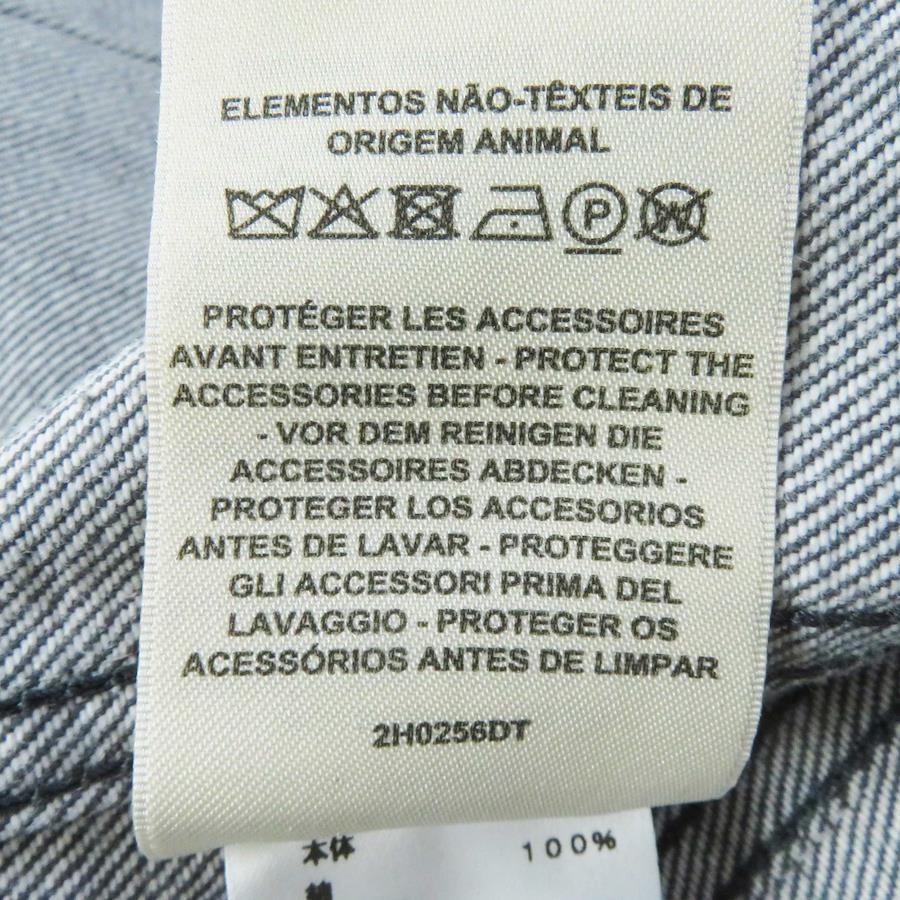 ELEMENTOS NÃO-TÊXTEIS DE
ORIGEM ANIMAL
P W
PROTÉGER LES ACCESSOIRES
AVANT ENTRETIEN - PROTECT THE
ACCESSORIES BEFORE CLEANING
- VOR DEM REINIGEN DIE
ACCESSOIRES ABDECKEN -
PROTEGER LOS ACCESORIOS
ANTES DE LAVAR - PROTEGGERE
GLI ACCESSORI PRIMA DEL
LAVAGGIO - PROTEGER OS
ACESSÓRIOS ANTES DE LIMPAR
2H0256DT
本体 100%